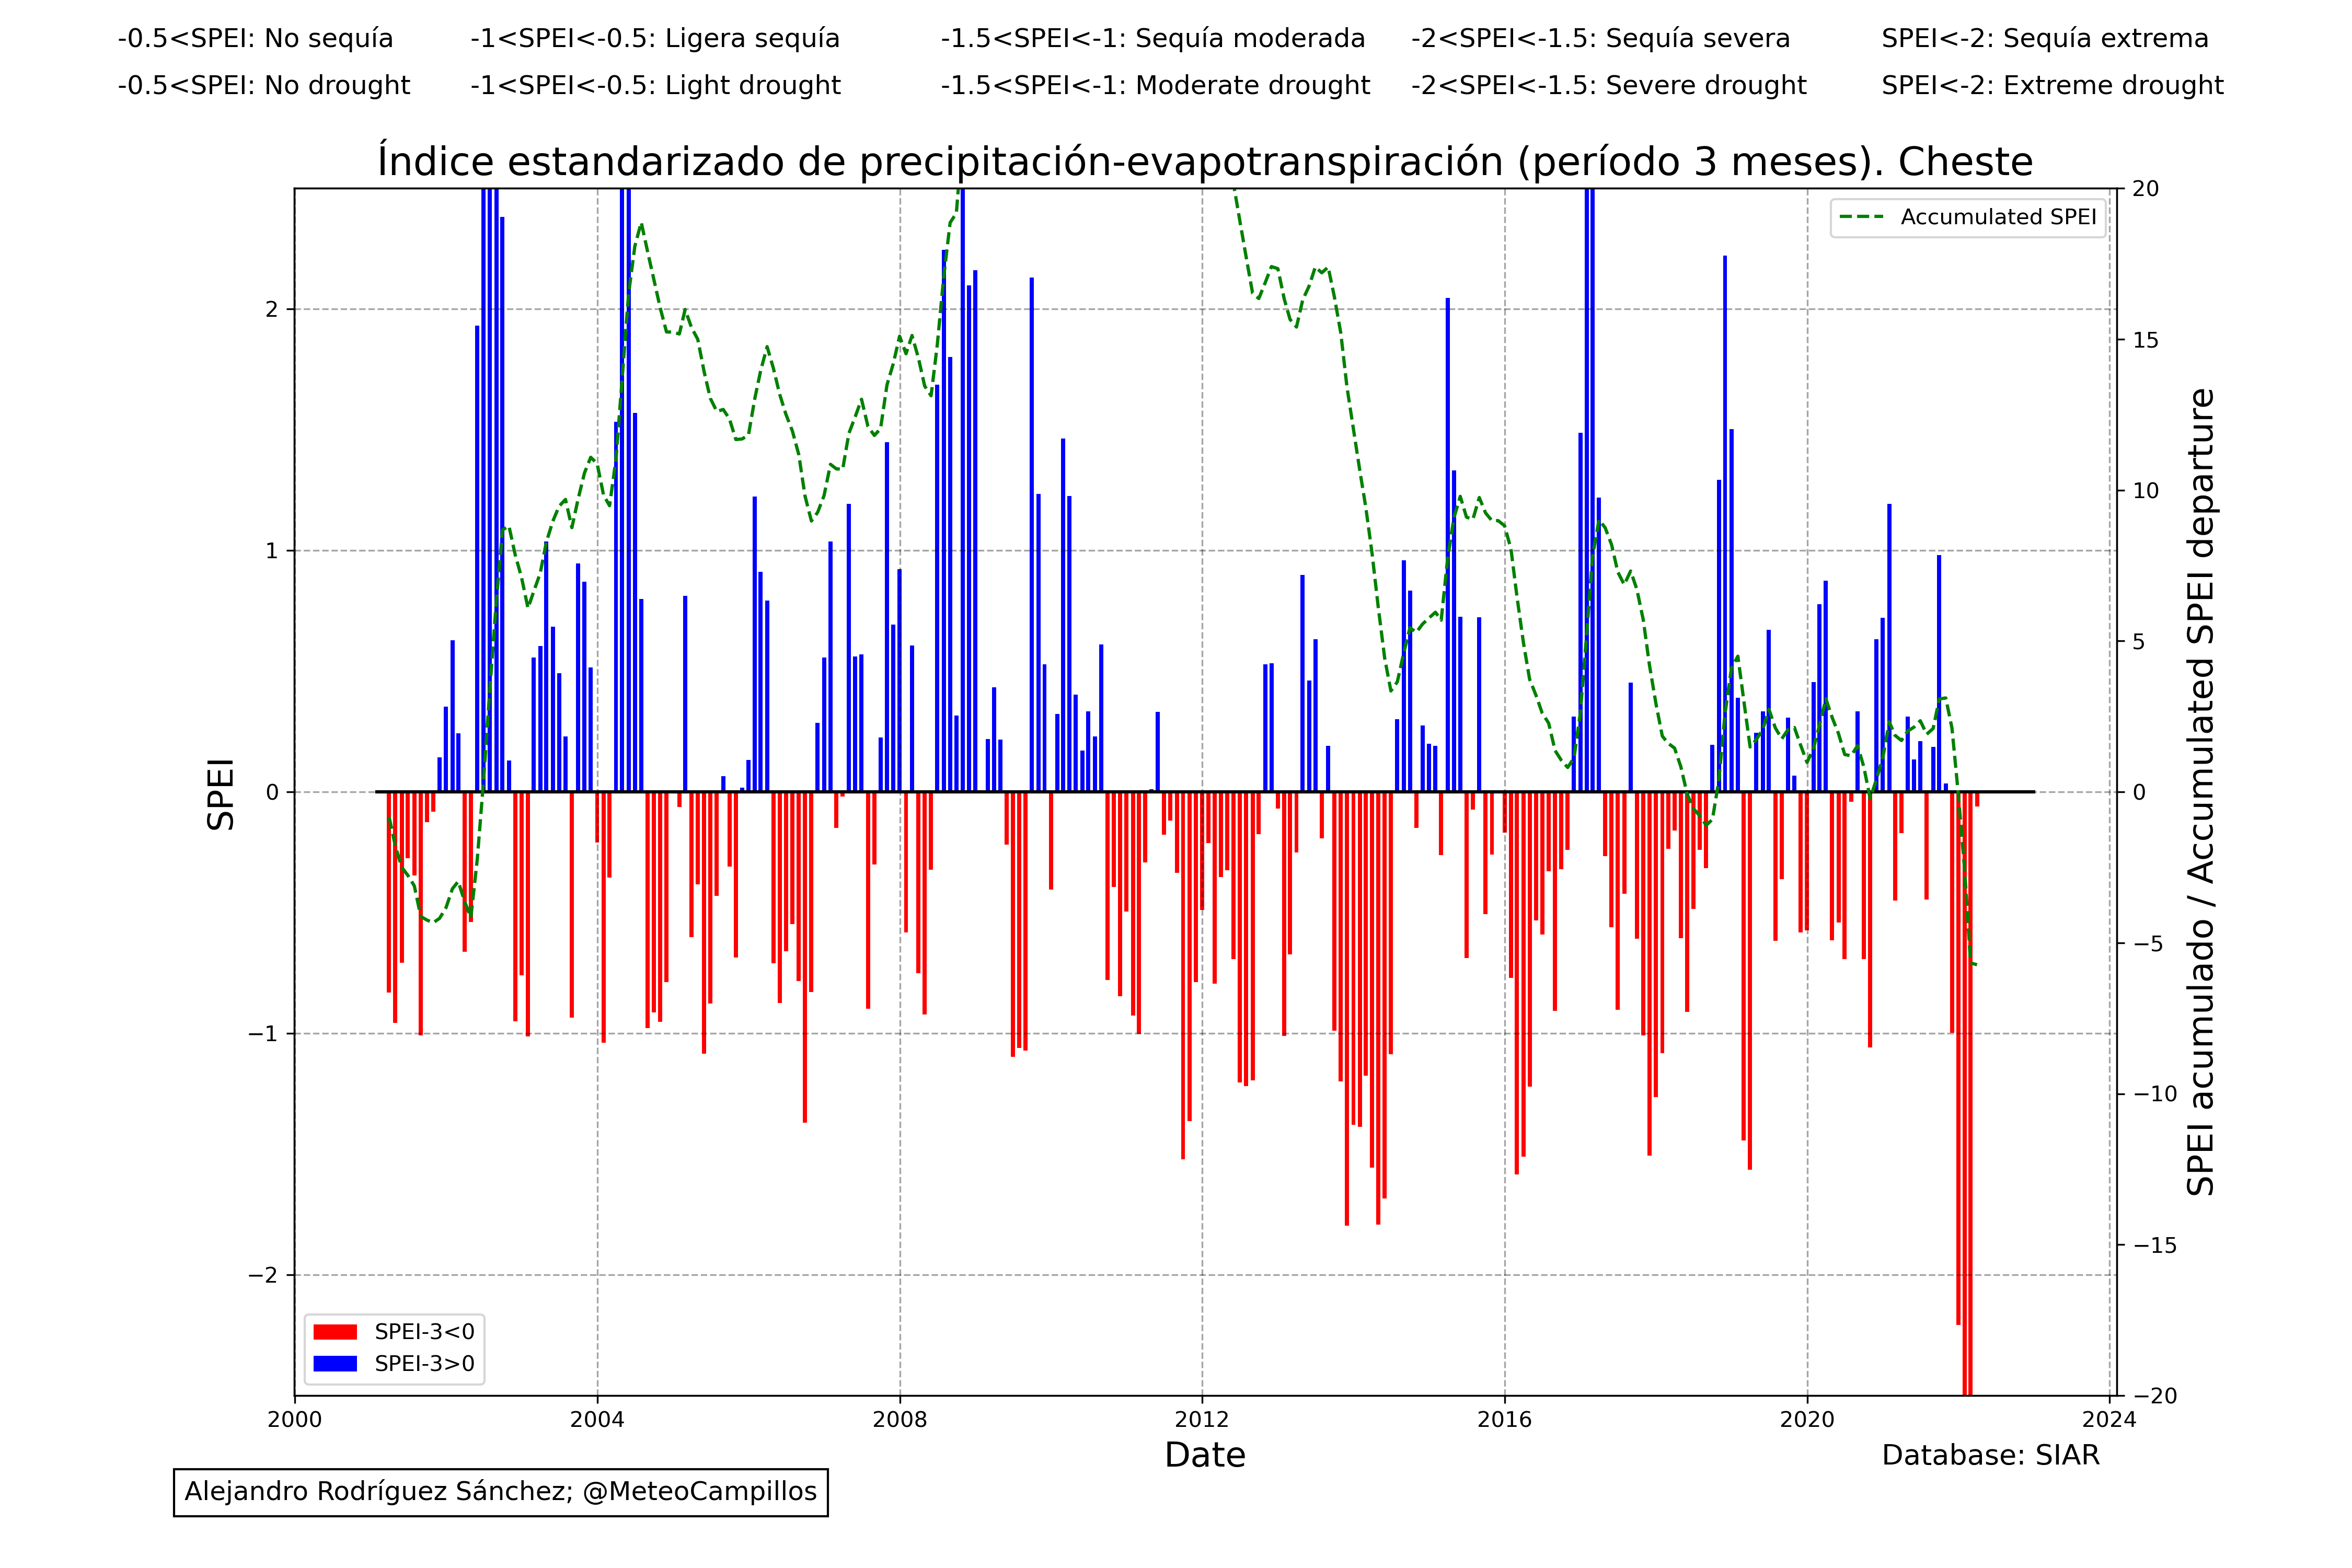 -0.5<SPEI: No sequía -1<SPEI<-0.5: Ligera sequía -1.5<SPEI<-1: Sequía moderada -2<SPEI<-1.5: Sequía severa SPEI<-2: Sequía extrema
-0.5<SPEI: No drought -1<SPEI<-0.5: Light drought -1.5<SPEI<-1: Moderate drought -2<SPEI<-1.5: Severe drought SPEI<-2: Extreme drought
Índice estandarizado de precipitación-evapotranspiración (período 3 meses). Cheste
Accumulated SPEI
SPEI
2
1
0
−1
−2
20
15
10
5
0
−5
−10
−15
−20
SPEI acumulado / Accumulated SPEI departure
SPEI-3<0
SPEI-3>0
2000 2004 2008 2012 2016 2020 2024
Date
Database: SIAR
Alejandro Rodríguez Sánchez; @MeteoCampillos